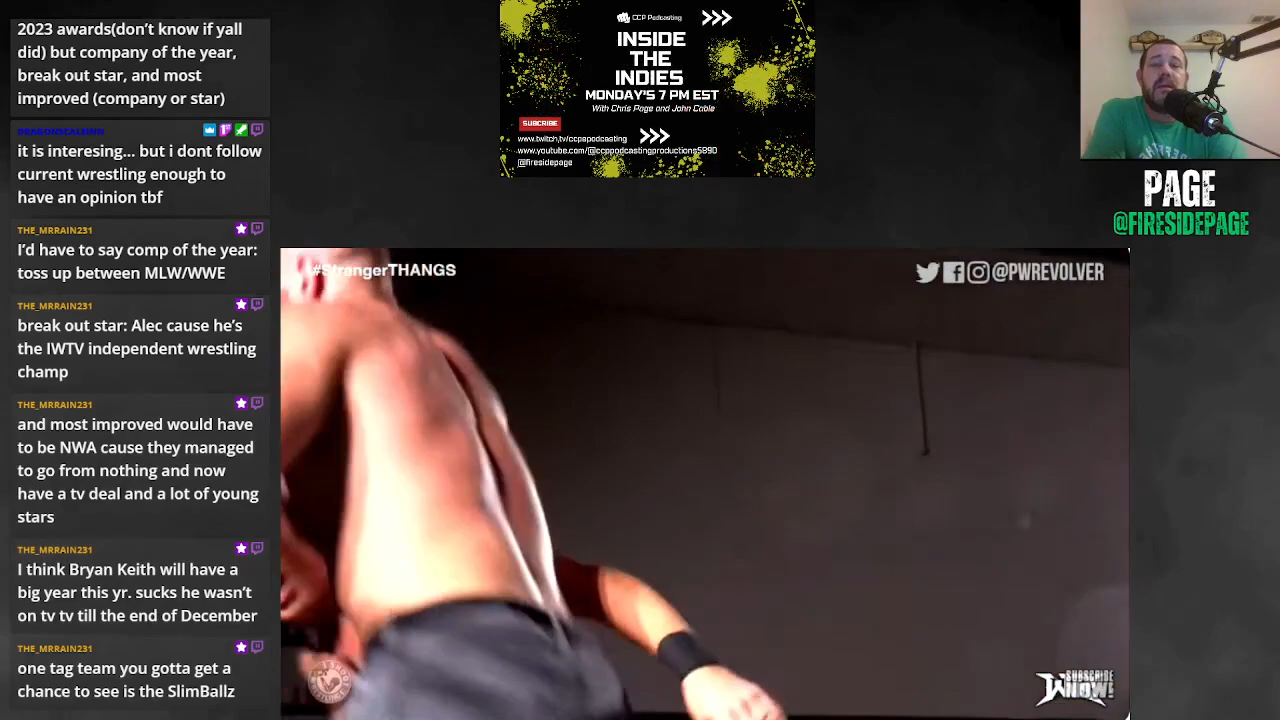 2023 awards(don’t know if yall
did) but company of the year,
break out star, and most
improved (company or star)
it is interesing... but i dont follow
current wrestling enough to
have an opinion tbf
THE_MRRAIN231
I’d have to say comp of the year:
toss up between MLW/WWE
THE_MRRAIN231
break out star: Alec cause he’s
the IWTV independent wrestling
champ
THE_MRRAIN231
and most improved would have
to be NWA cause they managed
to go from nothing and now
have a tv deal and a lot of young
stars
THE_MRRAIN231
I think Bryan Keith will have a
big year this yr. sucks he wasn’t
on tv tv till the end of December
THE_MRRAIN231
one tag team you gotta get a
chance to see is the SlimBallz
CCP Podcasting
INSIDE
THE
INDIES
MONDAY'S 7 PM EST
With Chris Page and John Cable
SUBCRIBE
www.twitch.tv/ccppodcasting
www.youtube.com/@ccppodcastingproductions5890
@firesidepage
PAGE
@FIRESIDEPAGE
#StrangerTHANGS
@PWREVOLVER
SUBSCRIBE
NOW!